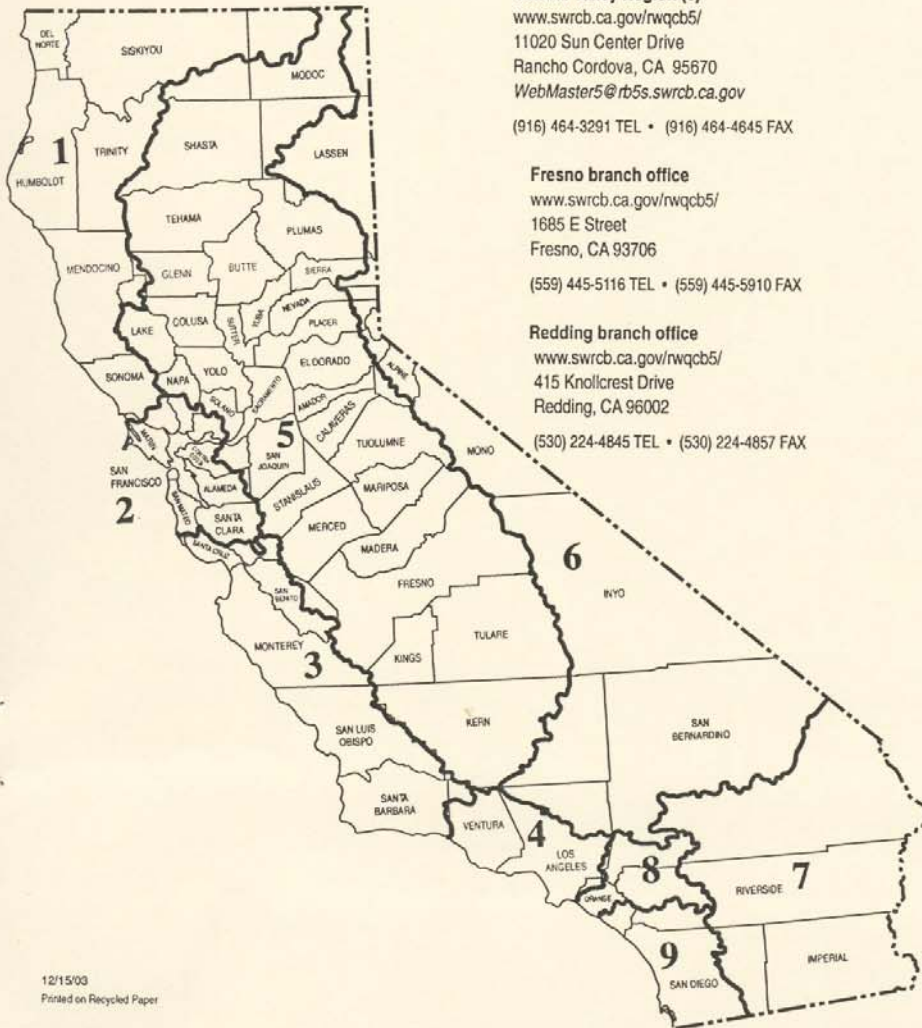 www.swrcb.ca.gov/rwqcb5/
11020 Sun Center Drive
Rancho Cordova, CA 95670
WebMaster5@rb5s.swrcb.ca.gov
(916) 464-3291 TEL • (916) 464-4645 FAX
Fresno branch office
www.swrcb.ca.gov/rwqcb5/
1685 E Street
Fresno, CA 93706
(559) 445-5116 TEL • (559) 445-5910 FAX
Redding branch office
www.swrcb.ca.gov/rwqcb5/
415 Knollcrest Drive
Redding, CA 96002
(530) 224-4845 TEL • (530) 224-4857 FAX
DEL
NORTE
SISKIYOU
MODOC
1
HUMBOLDT
TRINITY
SHASTA
LASSEN
TEHAMA
PLUMAS
MENDOCINO
GLENN
BUTTE
SIERRA
LAKE
COLUSA
SUTTER
YUBA
NEVADA
PLACER
SONOMA
NAPA
YOLO
SOLANO
SACRAMENTO
EL DORADO
AMADOR
ALPINE
MARIN
CONTRA
COSTA
5
SAN
JOAQUIN
CALAVERAS
TUOLUMNE
MONO
SAN
FRANCISCO
2
SAN MATEO
ALAMEDA
SANTA
CLARA
STANISLAUS
MARIPOSA
MERCED
SANTA CRUZ
MADERA
6
INYO
SAN
BENITO
FRESNO
MONTEREY
3
KINGS
TULARE
SAN LUIS
OBISPO
KERN
SAN
BERNARDINO
SANTA
BARBARA
VENTURA
4
LOS
ANGELES
8
ORANGE
RIVERSIDE
7
9
SAN DIEGO
IMPERIAL
12/15/03
Printed on Recycled Paper